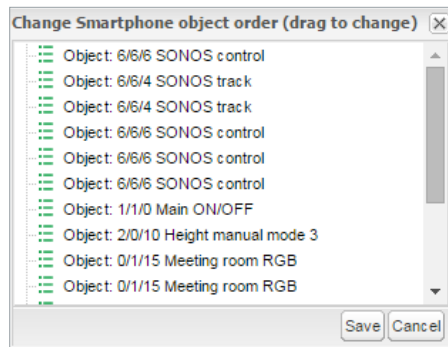 Change Smartphone object order (drag to change)
Object: 6/6/6 SONOS control
Object: 6/6/4 SONOS track
Object: 6/6/4 SONOS track
Object: 6/6/6 SONOS control
Object: 6/6/6 SONOS control
Object: 6/6/6 SONOS control
Object: 1/1/0 Main ON/OFF
Object: 2/0/10 Height manual mode 3
Object: 0/1/15 Meeting room RGB
Object: 0/1/15 Meeting room RGB
Save Cancel